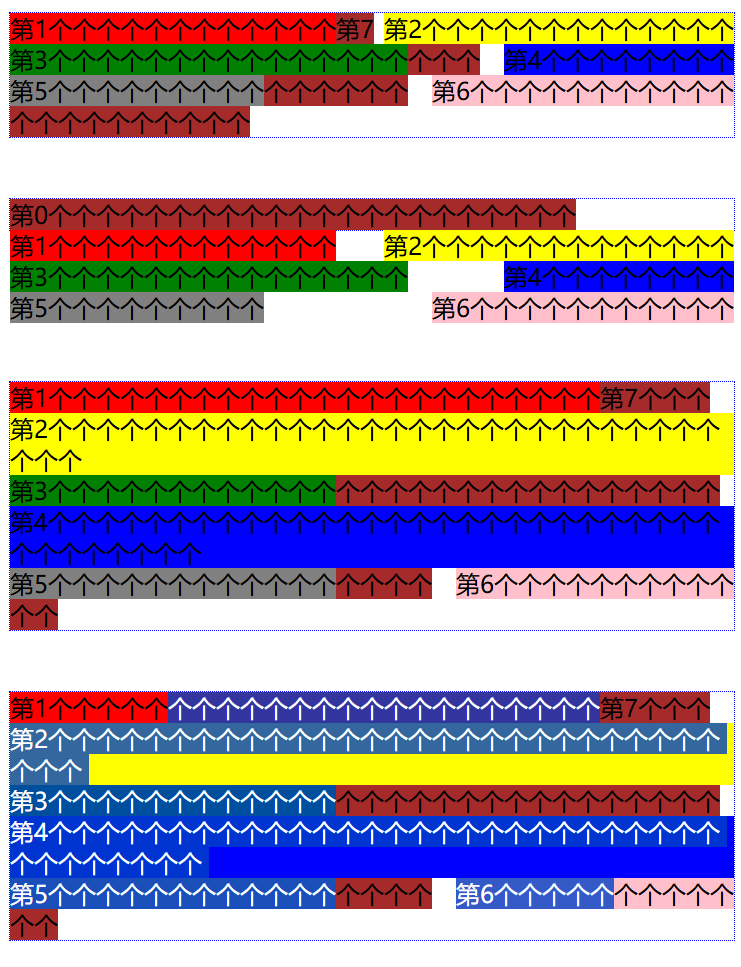 第1个个个个个个个个个个个个第7 第2个个个个个个个个个个个个个
第3个个个个个个个个个个个个个个个个个个 第4个个个个个个个个
第5个个个个个个个个个个个个个个个 第6个个个个个个个个个个个
个个个个个个个个个个
第0个个个个个个个个个个个个个个个个个个个个个个
第1个个个个个个个个个个个个 第2个个个个个个个个个个个个个
第3个个个个个个个个个个个个个个个 第4个个个个个个个个
第5个个个个个个个个个 第6个个个个个个个个个个个
第1个个个个个个个个个个个个个个个个个个个个个个个第7个个个
第2个个个个个个个个个个个个个个个个个个个个个个个个个个个个
个个个
第3个个个个个个个个个个个个个个个个个个个个个个个个个个个个
第4个个个个个个个个个个个个个个个个个个个个个个个个个个个个
个个个个个个个个
第5个个个个个个个个个个个个个个个个 第6个个个个个个个个个个
个个
第1个个个个个个个个个个个个个个个个个个个个个个个第7个个个
第2个个个个个个个个个个个个个个个个个个个个个个个个个个个个
个个个
第3个个个个个个个个个个个个个个个个个个个个个个个个个个个个
第4个个个个个个个个个个个个个个个个个个个个个个个个个个个个
个个个个个个个个
第5个个个个个个个个个个个个个个个个 第6个个个个个个个个个个
个个